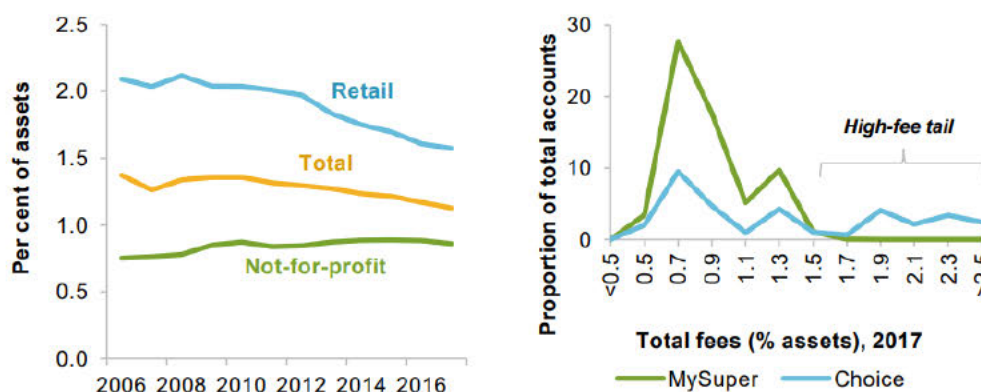 Per cent of assets
2.5
2.0
1.5
1.0
0.5
0.0
Retail
Total
Not-for-profit
2006 2008 2010 2012 2014 2016
Proportion of total accounts
30
20
10
0
High-fee tail
<0.5
0.5
0.7
0.9
1.1
1.3
1.5
1.7
1.9
2.1
2.3
>2.5
Total fees (% assets), 2017
MySuper Choice